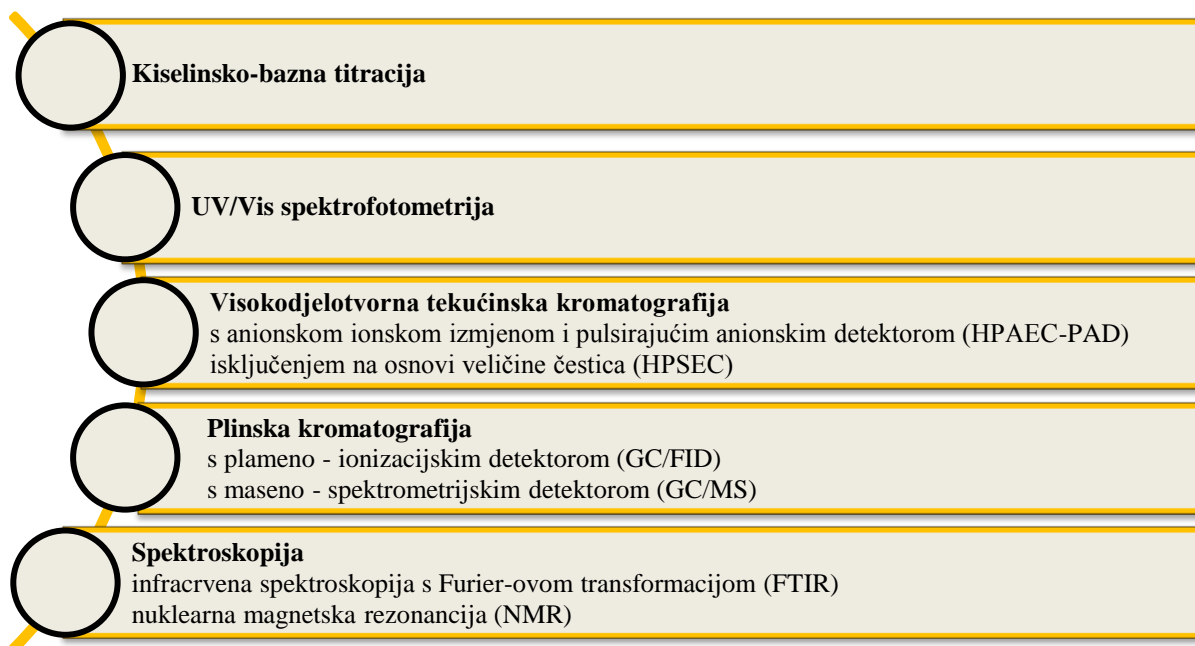 Kiselinsko-bazna titracija
UV/Vis spektrofotometrija
Visokodjelotvorna tekućinska kromatografija
s anionskom ionskom izmjenom i pulsirajućim anionskim detektorom (HPAEC-PAD)
isključenjem na osnovi veličine čestica (HPSEC)
Plinska kromatografija
s plameno - ionizacijskim detektorom (GC/FID)
s maseno - spektrometrijskim detektorom (GC/MS)
Spektroskopija
infracrvena spektroskopija s Furier-ovom transformacijom (FTIR)
nuklearna magnetska rezonancija (NMR)